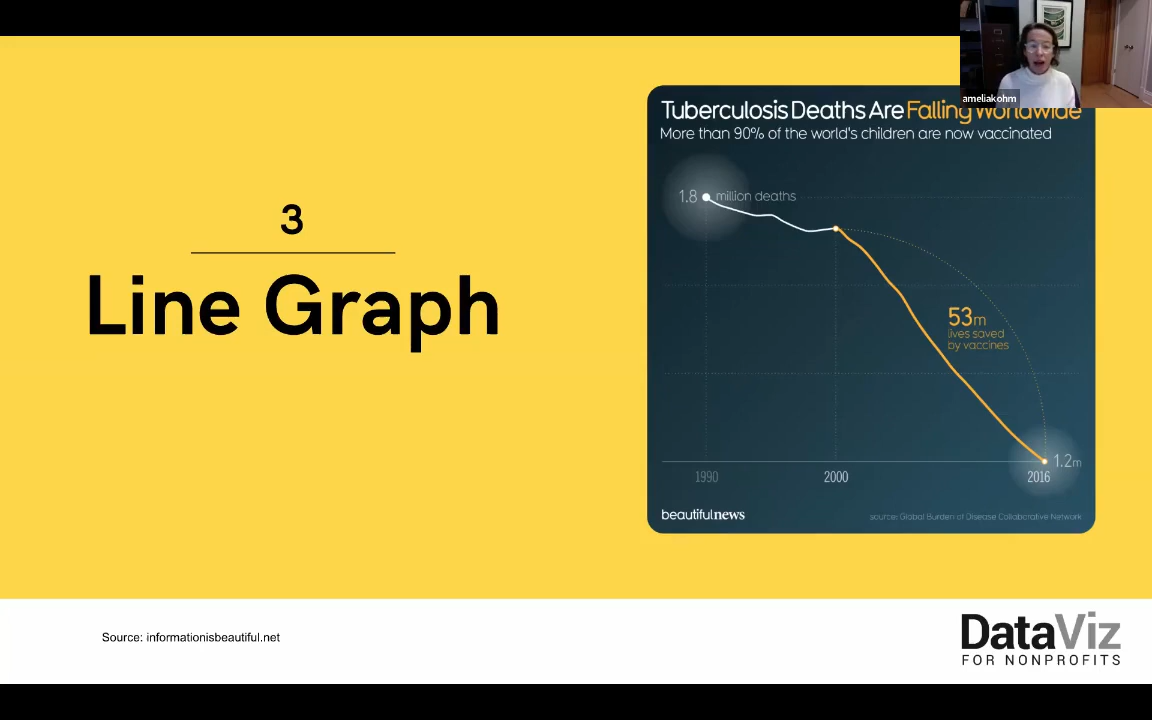 ameliakohm
3
Line Graph
Tuberculosis Deaths Are Falling Worldwide
More than 90% of the world's children are now vaccinated
1.8 million deaths
53m
lives saved
by vaccines
1.2m
1990 2000 2016
beautifulnews
source: Global Burden of Disease Collaborative Network
Source: informationisbeautiful.net
DataViz
FOR NONPROFITS